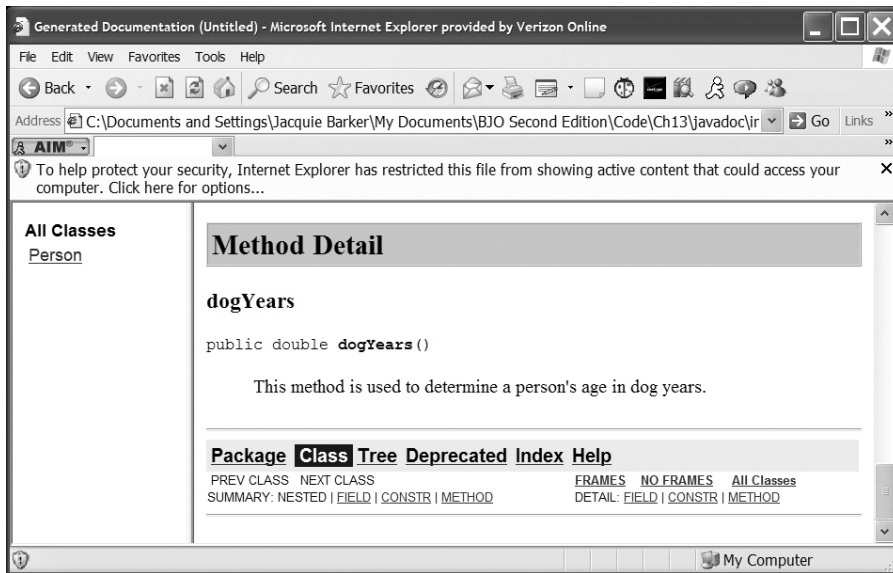 Generated Documentation (Untitled) - Microsoft Internet Explorer provided by Verizon Online
File Edit View Favorites Tools Help
Back Search Favorites
Address C:\Documents and Settings\Jacquie Barker\My Documents\BJO Second Edition\Code\Ch13\javadoc\ir Go Links »
AIM® »
To help protect your security, Internet Explorer has restricted this file from showing active content that could access your
computer. Click here for options...
All Classes
Person
Method Detail
dogYears
public double dogYears()
This method is used to determine a person's age in dog years.
Package Class Tree Deprecated Index Help
PREV CLASS NEXT CLASS FRAMES NO FRAMES All Classes
SUMMARY: NESTED | FIELD | CONSTR | METHOD DETAIL: FIELD | CONSTR | METHOD
My Computer